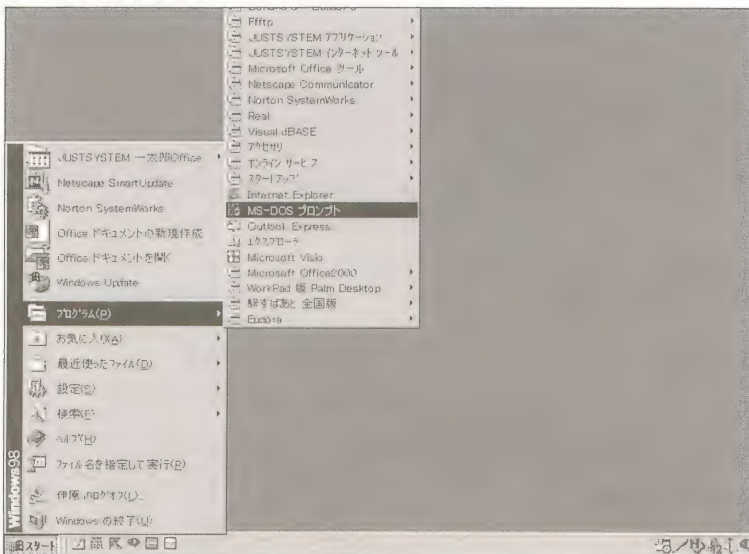 Ffftp
JUSTSYSTEM アプリケーション
JUSTSYSTEM インターネット ツール
Microsoft Office ツール
Netscape Communicator
Norton SystemWorks
Real
Visual dBASE
アクセサリ
オンライン サービス
スタートアップ
Internet Explorer
MS-DOS プロンプト
Outlook Express
エクスプローラ
Microsoft Visio
Microsoft Office2000
WorkPad 版 Palm Desktop
駅すぱあと 全国版
Eudora
JUSTSYSTEM 一太郎Office
Netscape SmartUpdate
Norton SystemWorks
Office ドキュメントの新規作成
Office ドキュメントを開く
Windows Update
プログラム(P)
お気に入り(A)
最近使ったファイル(D)
設定(S)
検索(F)
ヘルプ(H)
ファイル名を指定して実行(R)
伊原 のログオフ(L)...
Windows の終了(U)
Windows98
スタート